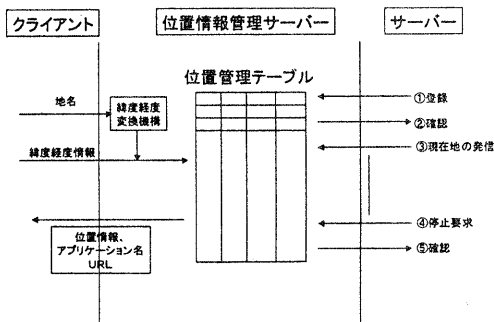 クライアント
位置情報管理サーバー
サーバー
位置管理テーブル
地名
緯度経度
変換機構
緯度経度情報
位置情報、
アプリケーション名
URL
①登録
②確認
③現在地の発信
④停止要求
⑤確認